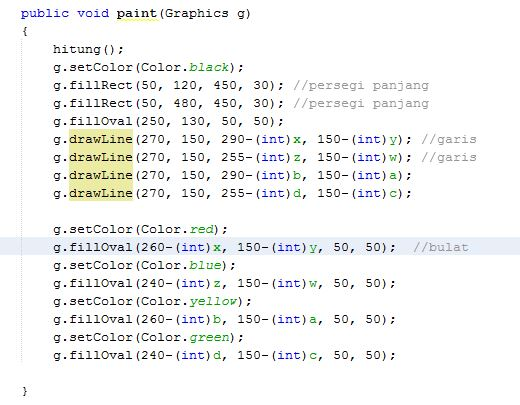 public void paint(Graphics g)
{
hitung();
g.setColor(Color.black);
g.fillRect(50, 120, 450, 30); //persegi panjang
g.fillRect(50, 480, 450, 30); //persegi panjang
g.fillOval(250, 130, 50, 50);
g.drawLine(270, 150, 290-(int)x, 150-(int)y); //garis
g.drawLine(270, 150, 255-(int)z, 150-(int)w); //garis
g.drawLine(270, 150, 290-(int)b, 150-(int)a);
g.drawLine(270, 150, 255-(int)d, 150-(int)c);
g.setColor(Color.red);
g.fillOval(260-(int)x, 150-(int)y, 50, 50); //bulat
g.setColor(Color.blue);
g.fillOval(240-(int)z, 150-(int)w, 50, 50);
g.setColor(Color.yellow);
g.fillOval(260-(int)b, 150-(int)a, 50, 50);
g.setColor(Color.green);
g.fillOval(240-(int)d, 150-(int)c, 50, 50);
}